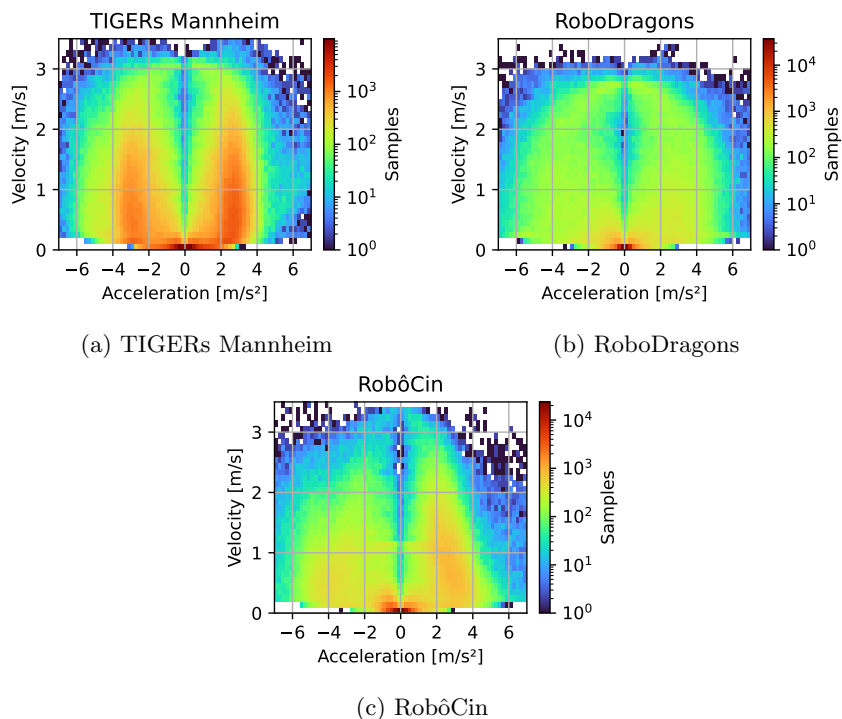 TIGERs Mannheim
Velocity [m/s]
3
2
1
0
−6 −4 −2 0 2 4 6
Acceleration [m/s²]
10³
10²
10¹
10⁰
Samples
(a) TIGERs Mannheim
RoboDragons
Velocity [m/s]
3
2
1
0
−6 −4 −2 0 2 4 6
Acceleration [m/s²]
10⁴
10³
10²
10¹
10⁰
Samples
(b) RoboDragons
RobôCin
Velocity [m/s]
3
2
1
0
−6 −4 −2 0 2 4 6
Acceleration [m/s²]
10⁴
10³
10²
10¹
10⁰
Samples
(c) RobôCin